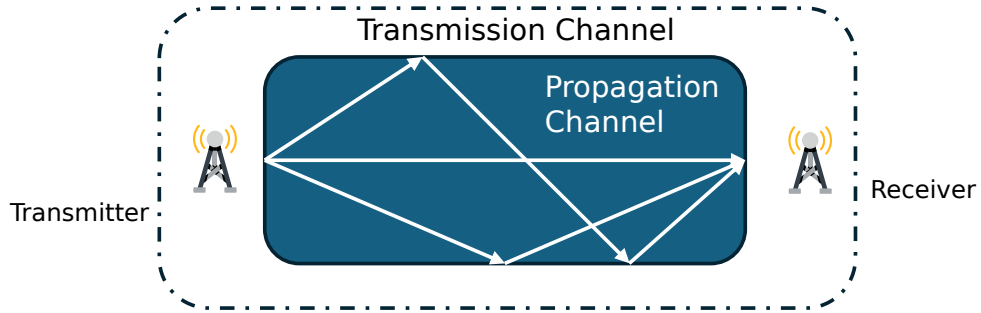 Transmission Channel
Propagation
Channel
Transmitter
Receiver